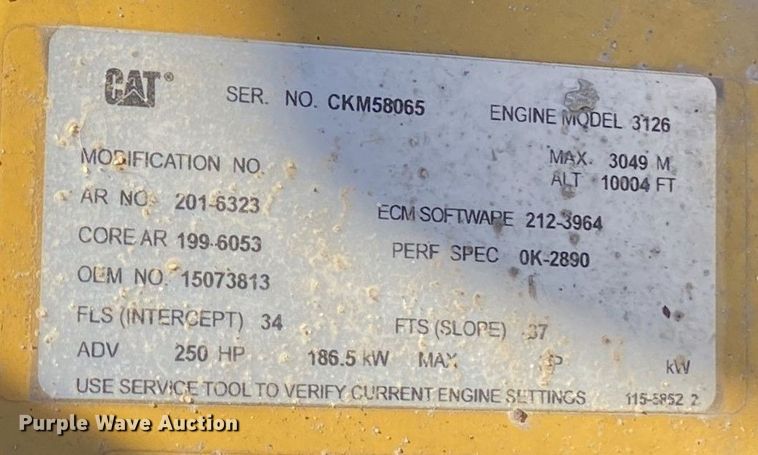 CAT® SER. NO. CKM58065 ENGINE MODEL 3126
MODIFICATION NO. MAX. 3049 M
ALT 10004 FT
AR NO. 201-6323 ECM SOFTWARE 212-3964
CORE AR 199-6053 PERF SPEC 0K-2890
OEM NO. 15073813
FLS (INTERCEPT) 34 FTS (SLOPE) 37
ADV 250 HP 186.5 kW MAX kW
USE SERVICE TOOL TO VERIFY CURRENT ENGINE SETTINGS 115-5852 2
Purple Wave Auction